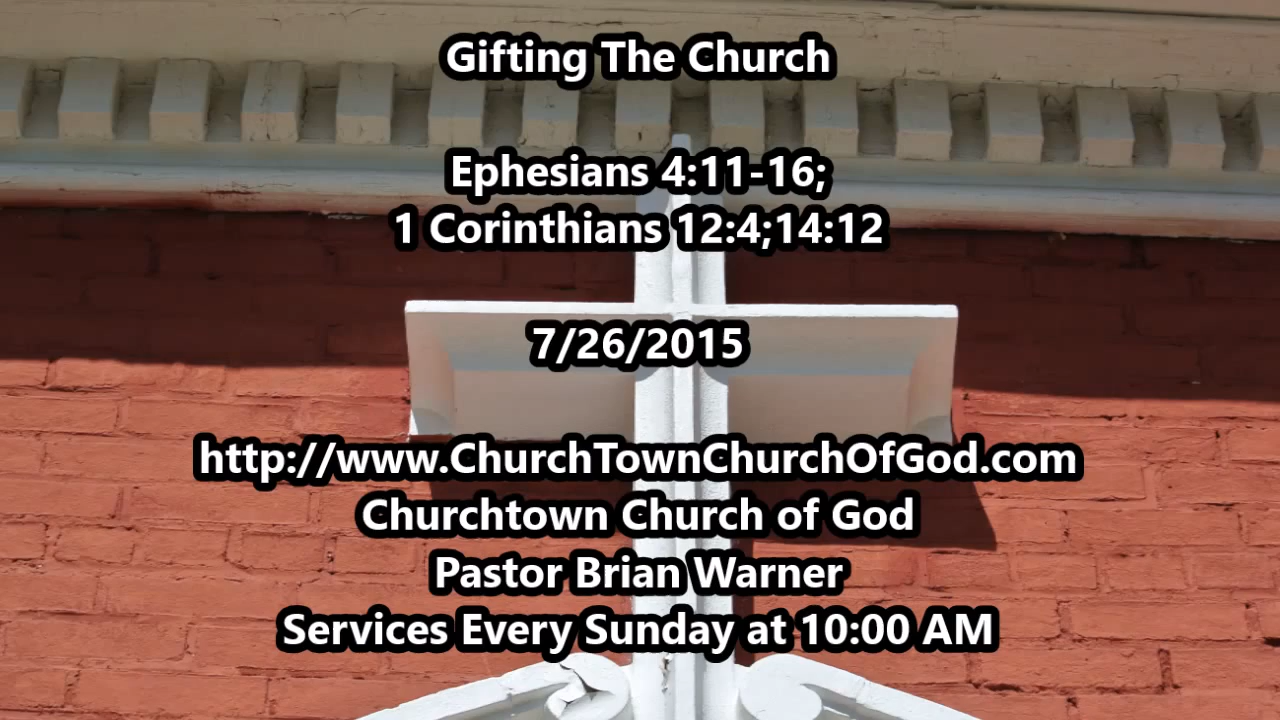 Gifting The Church
Ephesians 4:11-16;
1 Corinthians 12:4;14:12
7/26/2015
http://www.ChurchTownChurchOfGod.com
Churchtown Church of God
Pastor Brian Warner
Services Every Sunday at 10:00 AM